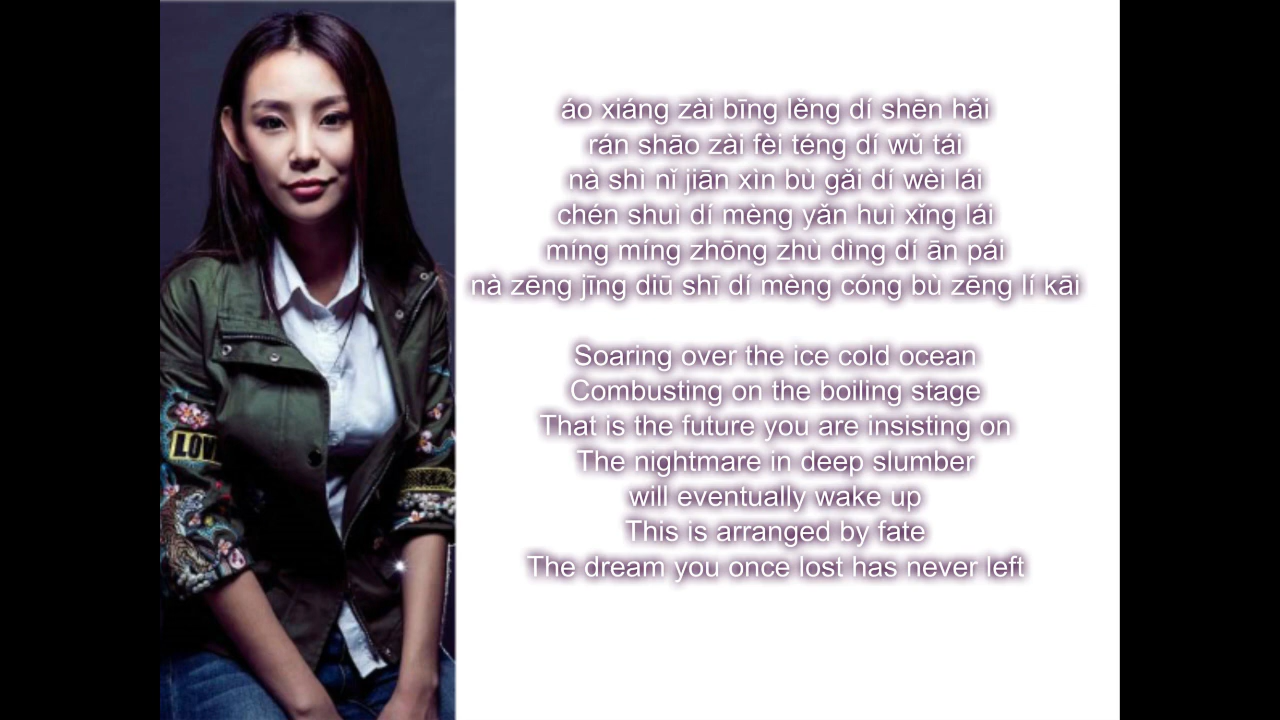 áo xiáng zài bīng lěng dí shēn hǎi
rán shāo zài fèi téng dí wǔ tái
nà shì nǐ jiān xìn bù gǎi dí wèi lái
chén shuì dí mèng yǎn huì xǐng lái
míng míng zhōng zhù dìng dí ān pái
nà zēng jīng diū shī dí mèng cóng bù zēng lí kāi
Soaring over the ice cold ocean
Combusting on the boiling stage
That is the future you are insisting on
The nightmare in deep slumber
will eventually wake up
This is arranged by fate
The dream you once lost has never left
LOV